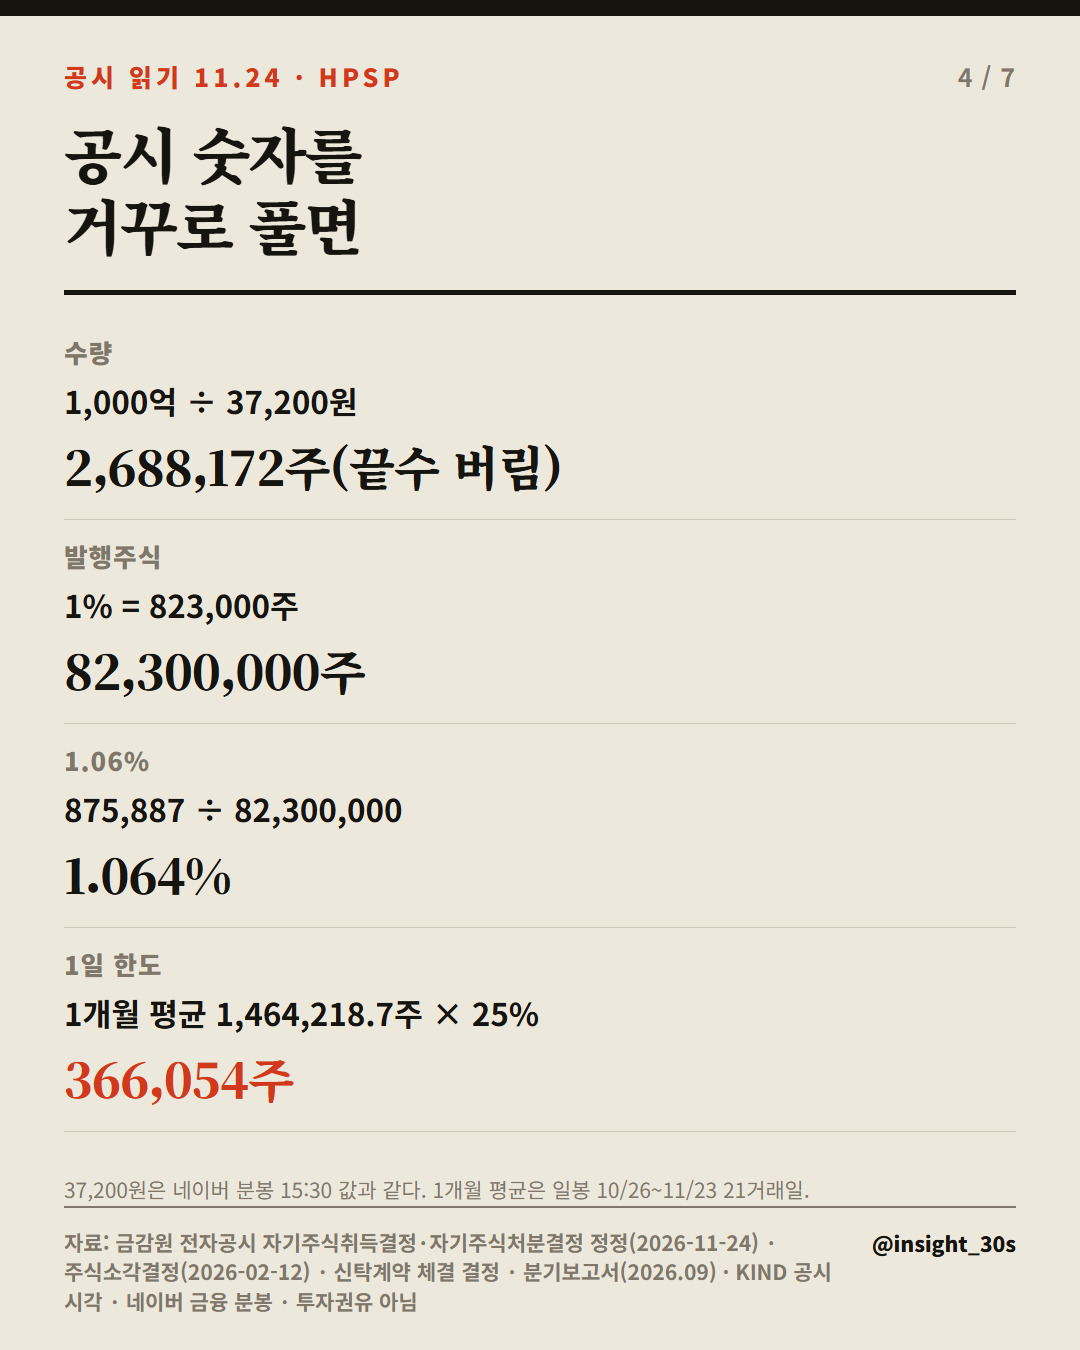 공시 읽기 11.24 · HPSP
4 / 7
공시 숫자를
거꾸로 풀면
수량
1,000억 ÷ 37,200원
2,688,172주(끝수 버림)
발행주식
1% = 823,000주
82,300,000주
1.06%
875,887 ÷ 82,300,000
1.064%
1일 한도
1개월 평균 1,464,218.7주 × 25%
366,054주
37,200원은 네이버 분봉 15:30 값과 같다. 1개월 평균은 일봉 10/26~11/23 21거래일.
자료: 금감원 전자공시 자기주식취득결정·자기주식처분결정 정정(2026-11-24) ·
@insight_30s
주식소각결정(2026-02-12) · 신탁계약 체결 결정 · 분기보고서(2026.09) · KIND 공시
시각 · 네이버 금융 분봉 · 투자권유 아님